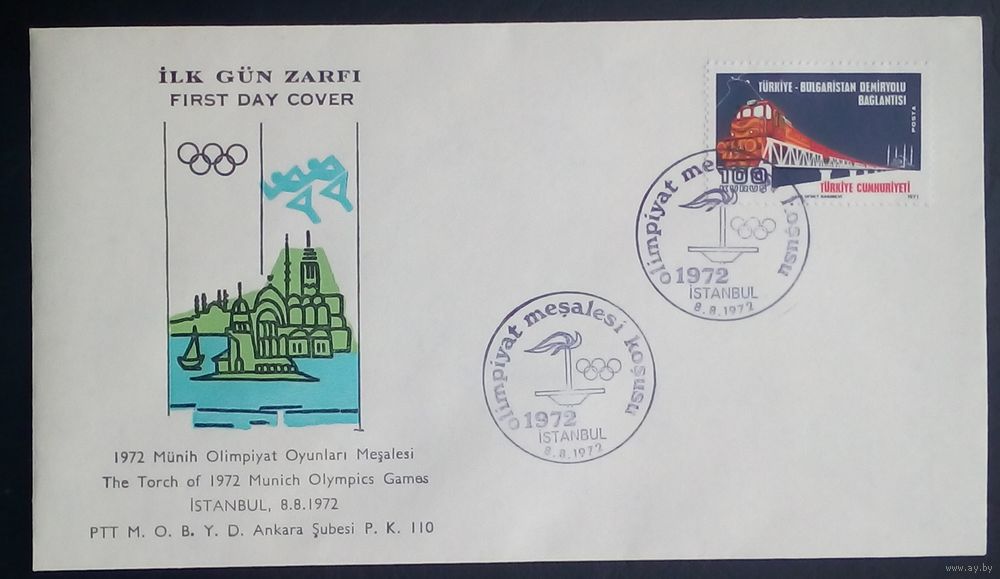 İLK GÜN ZARFI
FIRST DAY COVER
1972 Münih Olimpiyat Oyunları Meşalesi
The Torch of 1972 Munich Olympics Games
İSTANBUL, 8.8.1972
PTT M. O. B. Y. D. Ankara Şubesi P. K. 110
TÜRKİYE - BULGARİSTAN DEMİRYOLU
BAĞLANTISI
POSTA
100
KURUŞ
TÜRKİYE CUMHURİYETİ
1971
olimpiyat meşalesi koşusu
1972
İSTANBUL
8.8.1972
olimpiyat meşalesi koşusu
1972
İSTANBUL
8.8.1972
www.ay.by